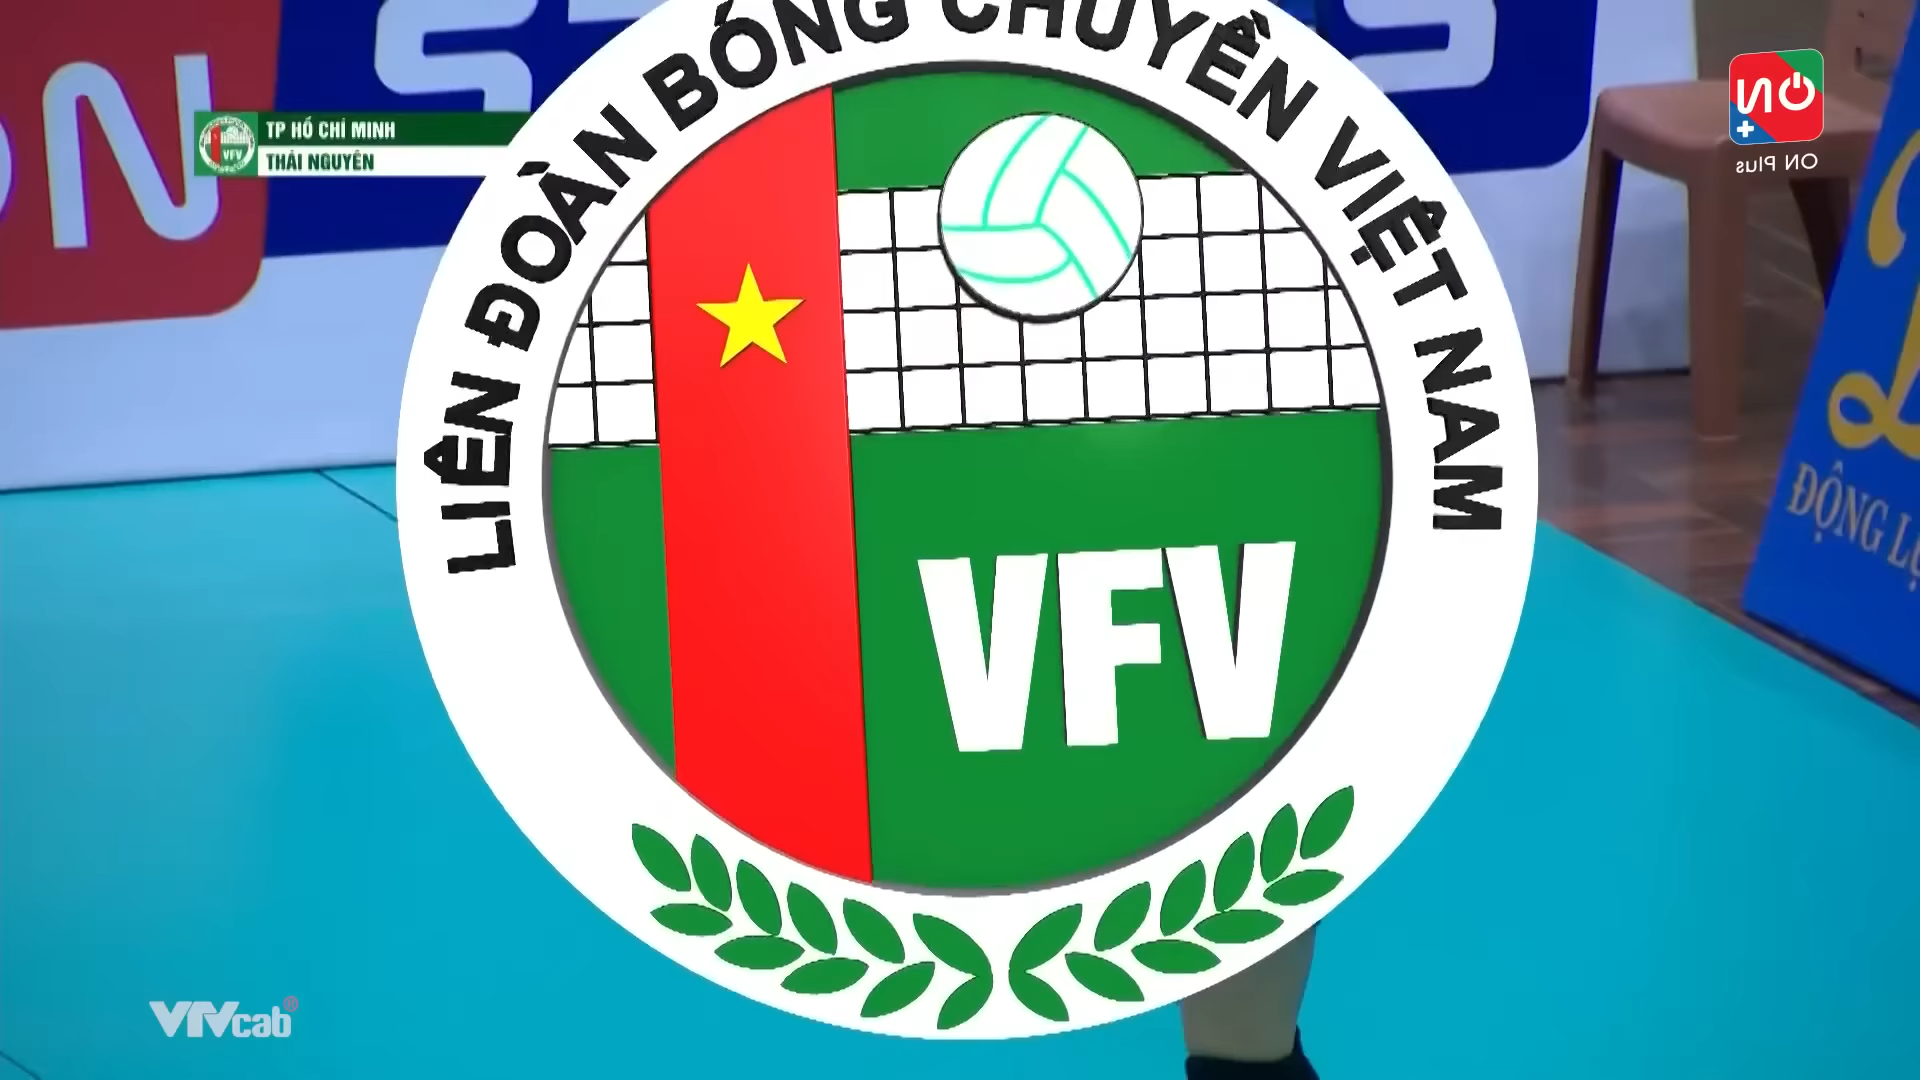 LIÊN ĐOÀN BÓNG CHUYỀN VIỆT NAM
TP HỒ CHÍ MINH
VFV
THÁI NGUYÊN
ON
ON Plus
ĐỘNG
VFV
VTVcab®